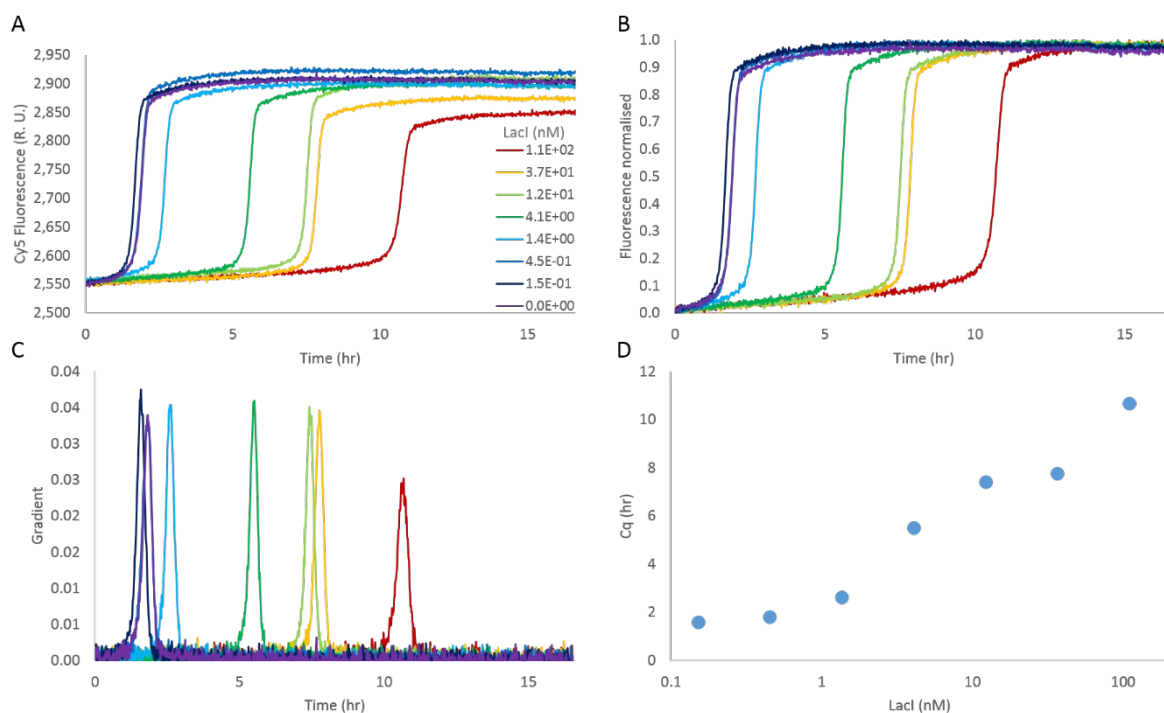 A
2,950
2,900
2,850
2,800
2,750
2,700
2,650
2,600
2,550
2,500
Cy5 Fluorescence (R. U.)
0
5
10
15
Time (hr)
LacI (nM)
1.1E+02
3.7E+01
1.2E+01
4.1E+00
1.4E+00
4.5E-01
1.5E-01
0.0E+00
B
1.0
0.9
0.8
0.7
0.6
0.5
0.4
0.3
0.2
0.1
0.0
Fluorescence normalised
0
5
10
15
Time (hr)
C
0.04
0.04
0.03
0.03
0.02
0.02
0.01
0.01
0.00
Gradient
0
5
10
15
Time (hr)
D
12
10
8
6
4
2
0
Cq (hr)
0.1
1
10
100
LacI (nM)